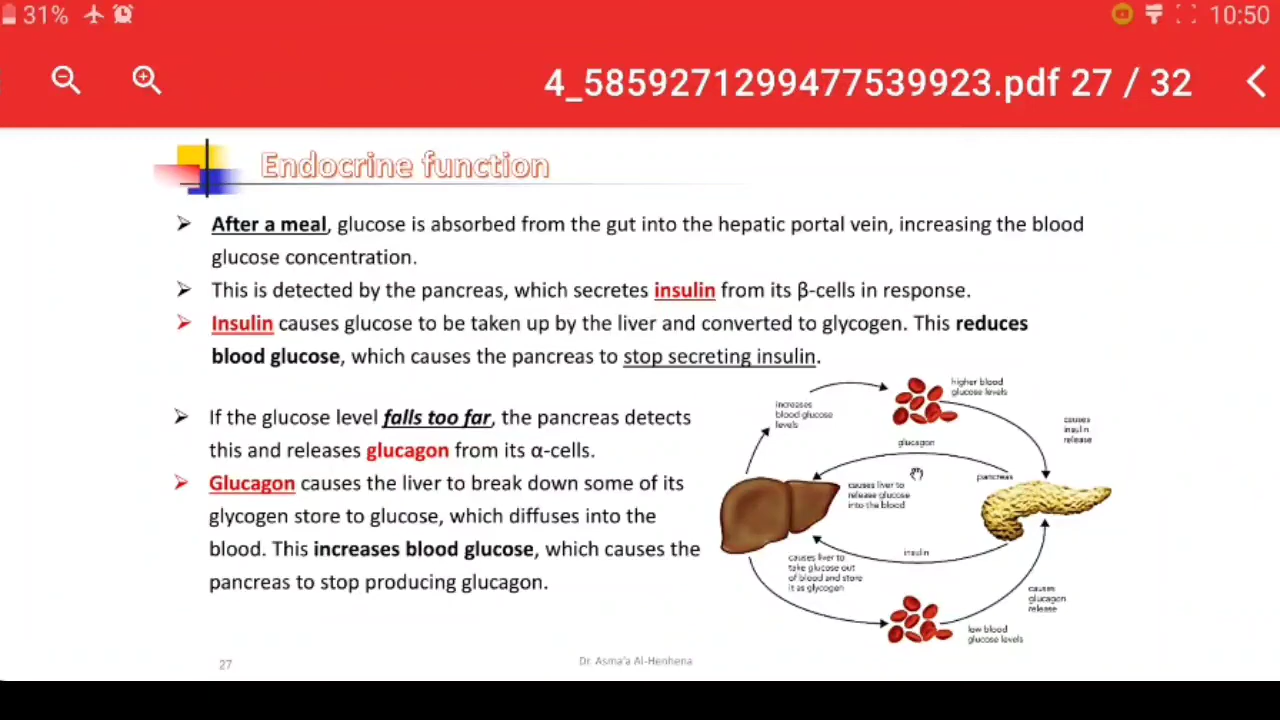 31%
10:50
4_5859271299477539923.pdf 27 / 32
Endocrine function
After a meal, glucose is absorbed from the gut into the hepatic portal vein, increasing the blood
glucose concentration.
This is detected by the pancreas, which secretes insulin from its β-cells in response.
Insulin causes glucose to be taken up by the liver and converted to glycogen. This reduces
blood glucose, which causes the pancreas to stop secreting insulin.
If the glucose level falls too far, the pancreas detects
this and releases glucagon from its α-cells.
Glucagon causes the liver to break down some of its
glycogen store to glucose, which diffuses into the
blood. This increases blood glucose, which causes the
pancreas to stop producing glucagon.
increases
blood glucose
levels
higher blood
glucose levels
causes
insulin
release
glucagon
causes liver to
release glucose
into the blood
pancreas
insulin
causes liver to
take glucose out
of blood and store
it as glycogen
causes
glucagon
release
low blood
glucose levels
27
Dr. Asma'a Al-Henhena